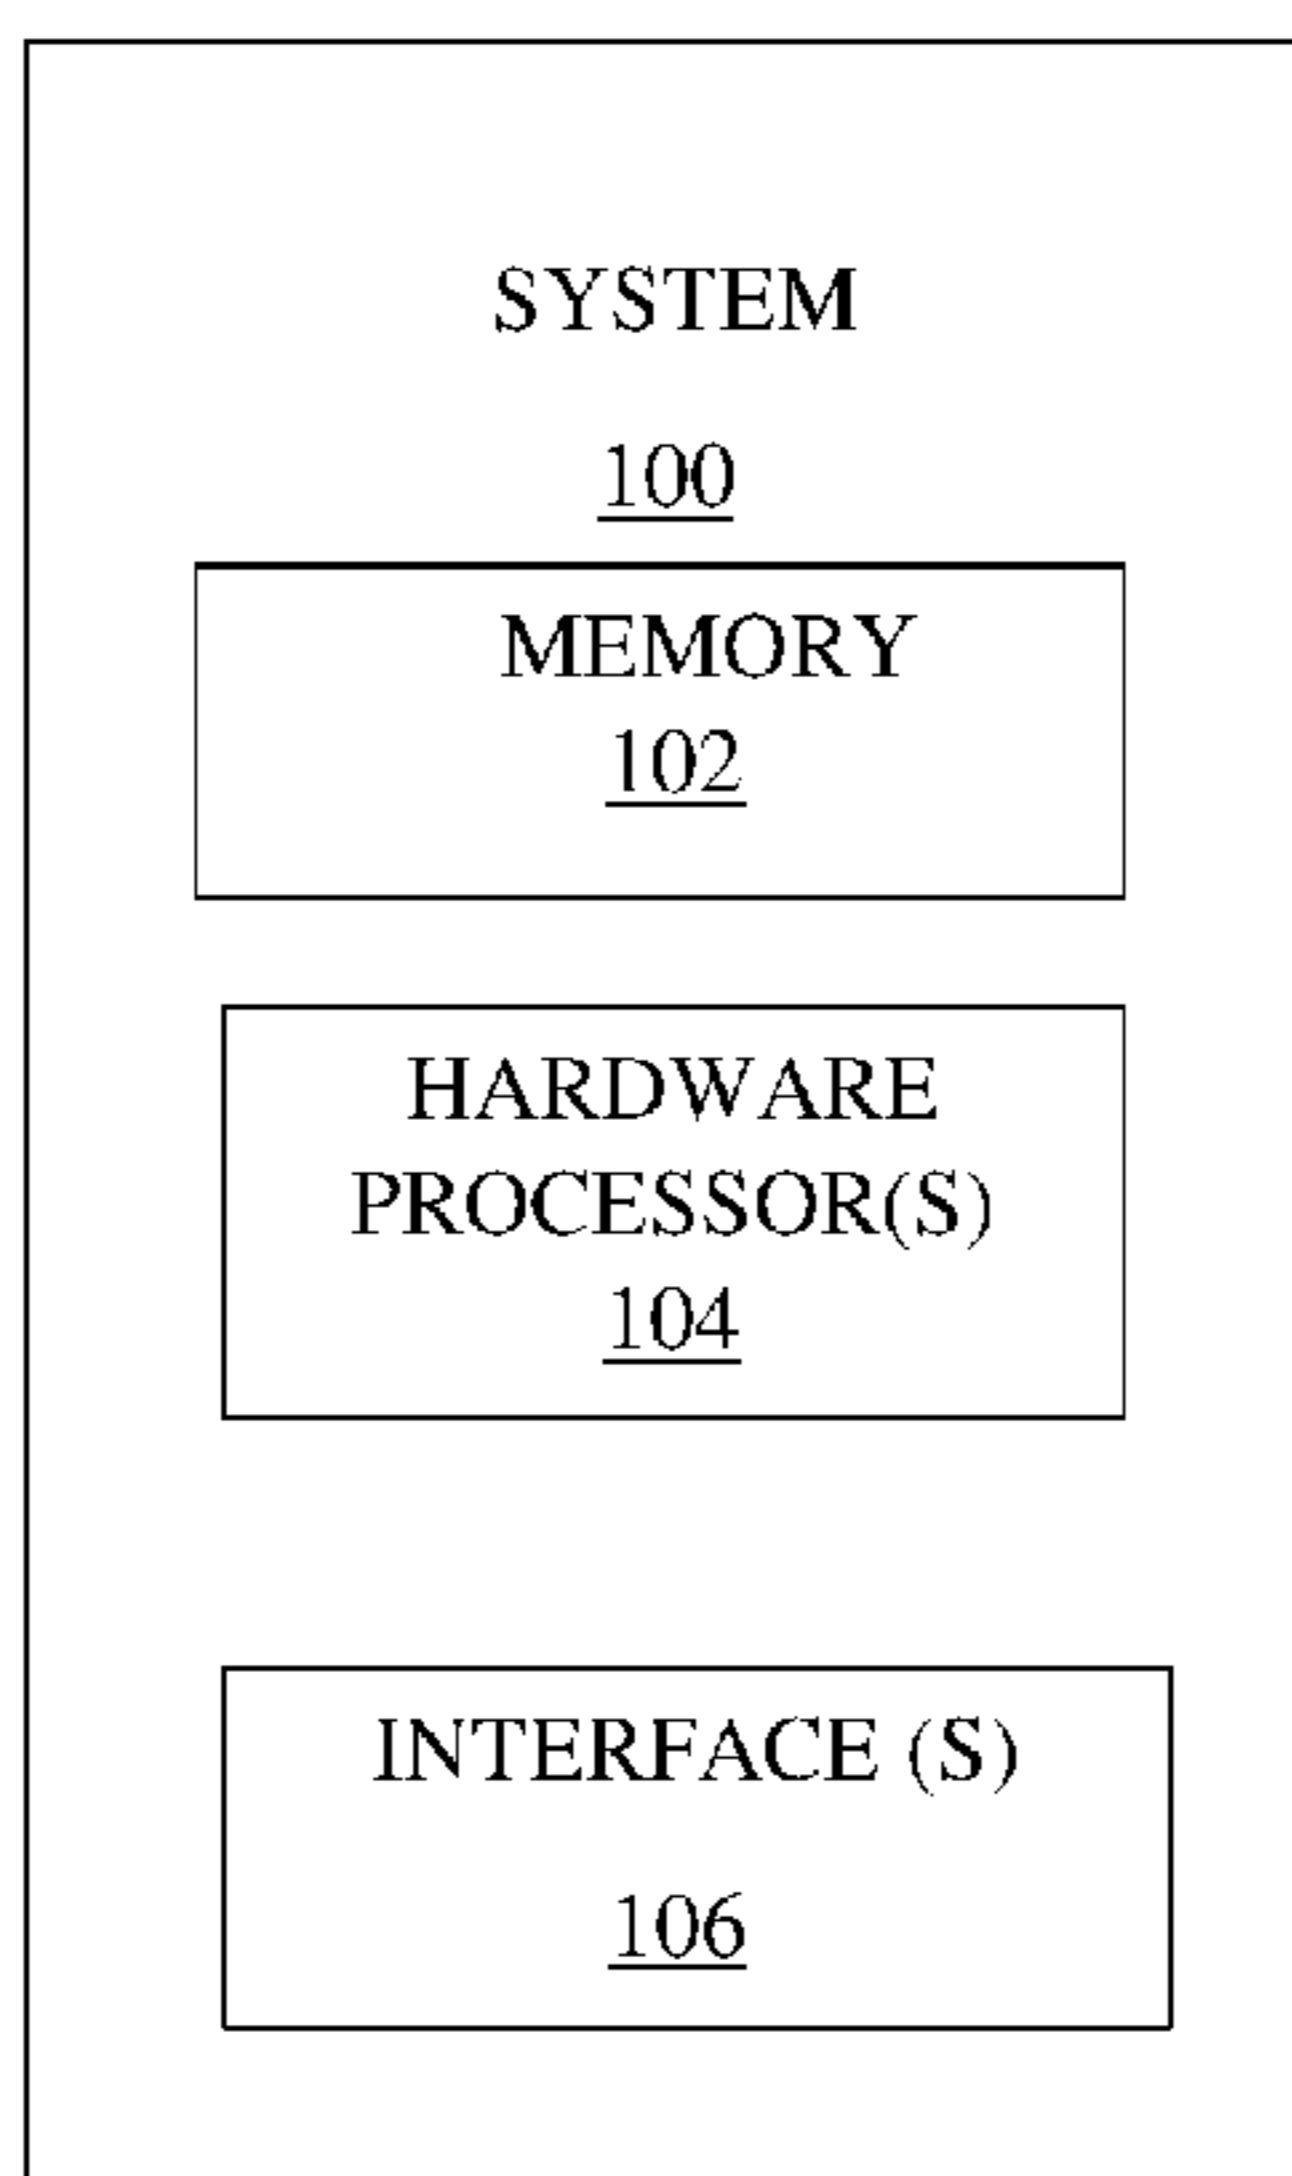 SYSTEM
100
MEMORY
102
HARDWARE
PROCESSOR(S)
104
INTERFACE (S)
106